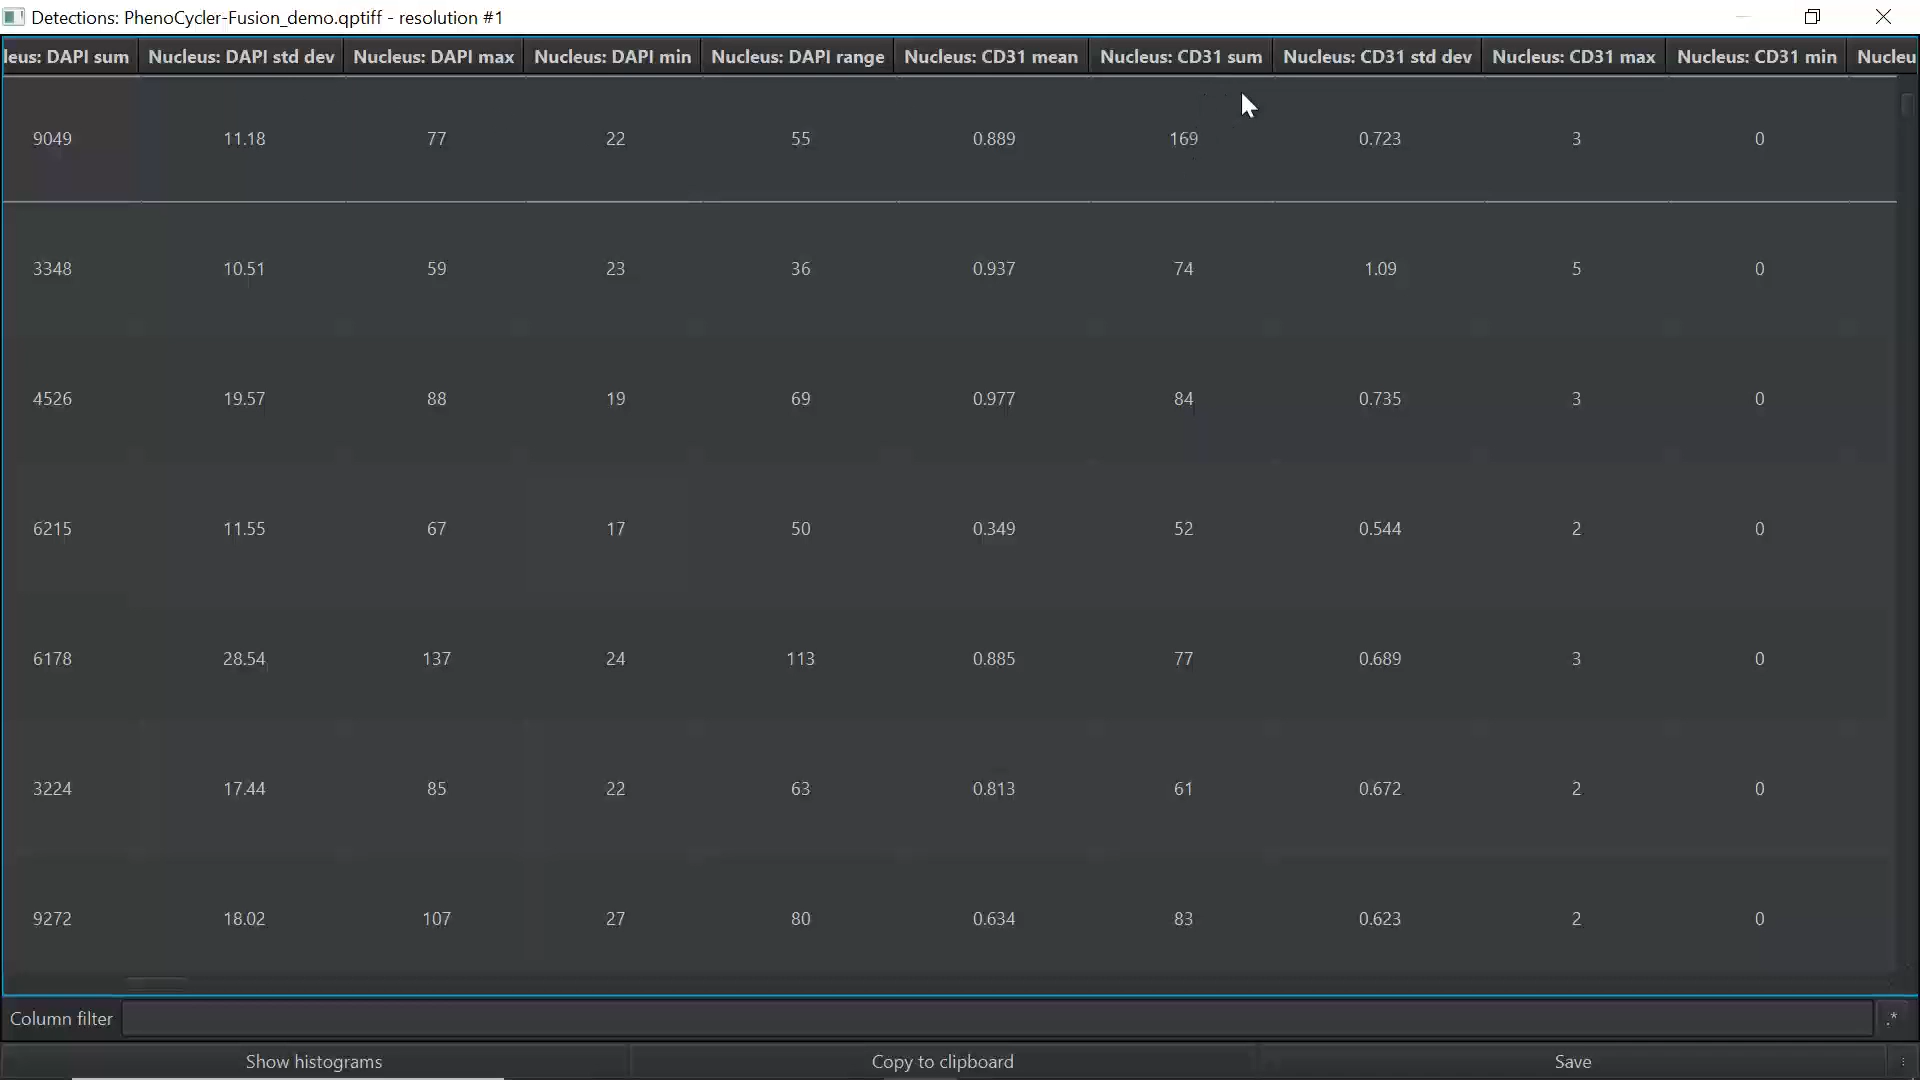 Detections: PhenoCycler-Fusion_demo.qptiff - resolution #1
leus: DAPI sum Nucleus: DAPI std dev Nucleus: DAPI max Nucleus: DAPI min Nucleus: DAPI range Nucleus: CD31 mean Nucleus: CD31 sum Nucleus: CD31 std dev Nucleus: CD31 max Nucleus: CD31 min Nucleu
9049 11.18 77 22 55 0.889 169 0.723 3 0
3348 10.51 59 23 36 0.937 74 1.09 5 0
4526 19.57 88 19 69 0.977 84 0.735 3 0
6215 11.55 67 17 50 0.349 52 0.544 2 0
6178 28.54 137 24 113 0.885 77 0.689 3 0
3224 17.44 85 22 63 0.813 61 0.672 2 0
9272 18.02 107 27 80 0.634 83 0.623 2 0
Column filter .*
Show histograms Copy to clipboard Save